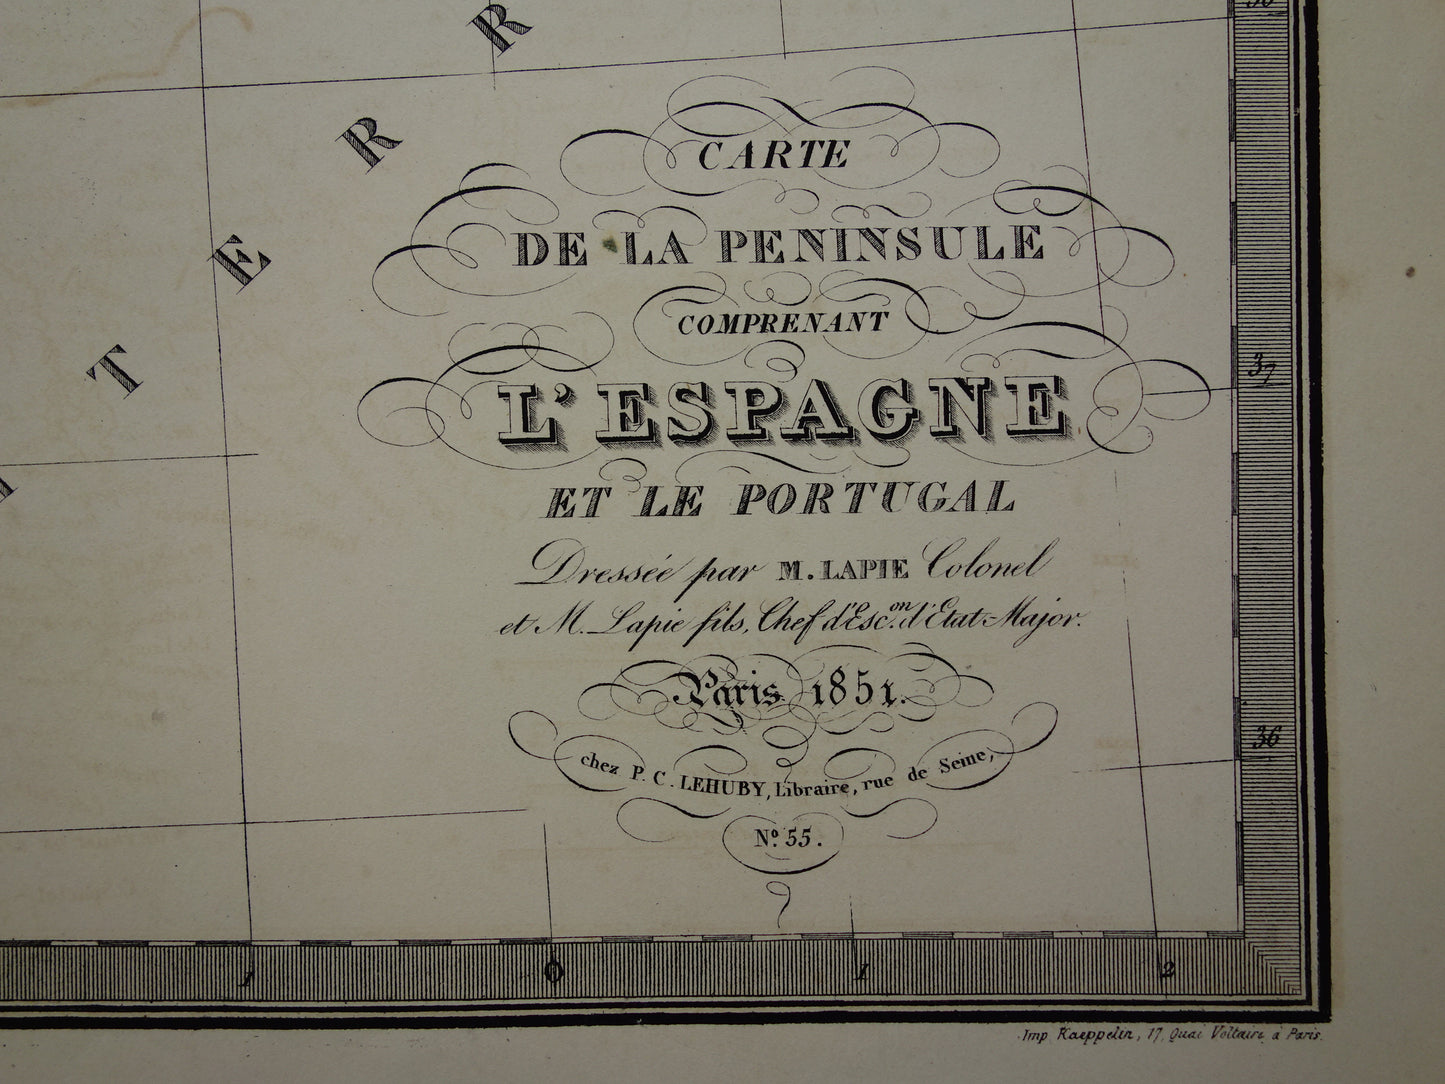 T E R R
CARTE
DE LA PENINSULE
COMPRENANT
L'ESPAGNE
ET LE PORTUGAL
Dressée par M. LAPIE Colonel
et M. Lapie fils, Chef d'Esc.on d'Etat-Major.
Paris 1851.
chez P. C. LEHUBY, Libraire, rue de Seine,
Nº. 55.
37
36
1 0 1 2
Imp. Kaeppelin, 17, Quai Voltaire à Paris.